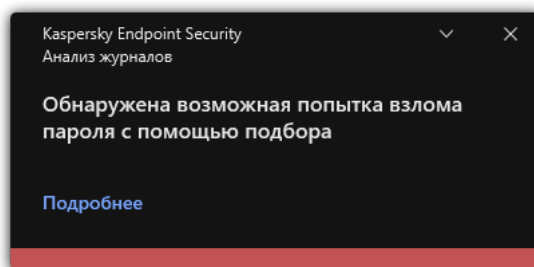 Kaspersky Endpoint Security
Анализ журналов
Обнаружена возможная попытка взлома
пароля с помощью подбора
Подробнее